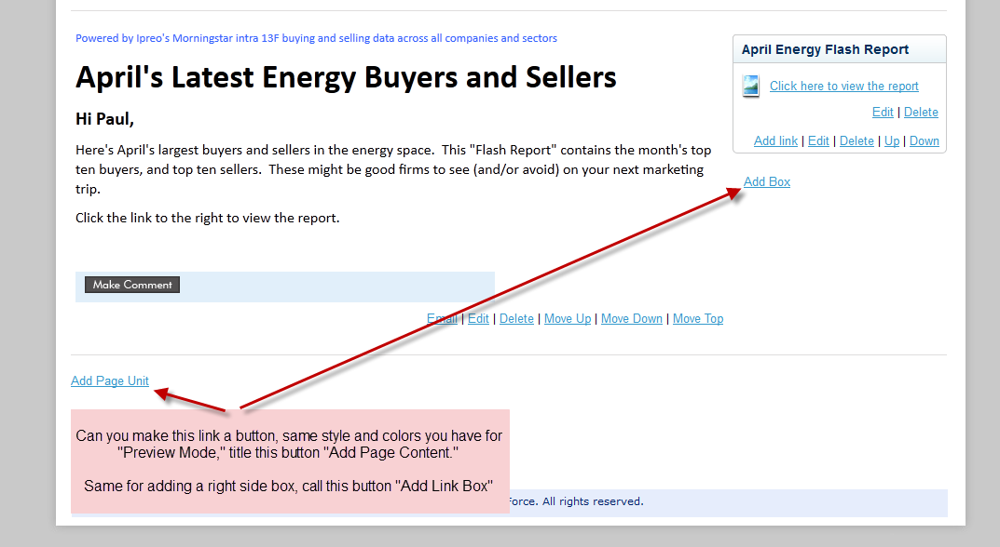 Powered by Ipreo's Morningstar intra 13F buying and selling data across all companies and sectors
April's Latest Energy Buyers and Sellers
Hi Paul,
Here's April's largest buyers and sellers in the energy space. This "Flash Report" contains the month's top
ten buyers, and top ten sellers. These might be good firms to see (and/or avoid) on your next marketing
trip.
Click the link to the right to view the report.
Make Comment
Email | Edit | Delete | Move Up | Move Down | Move Top
April Energy Flash Report
Click here to view the report
Edit | Delete
Add link | Edit | Delete | Up | Down
Add Box
Add Page Unit
Can you make this link a button, same style and colors you have for
"Preview Mode," title this button "Add Page Content."
Same for adding a right side box, call this button "Add Link Box"
Force. All rights reserved.